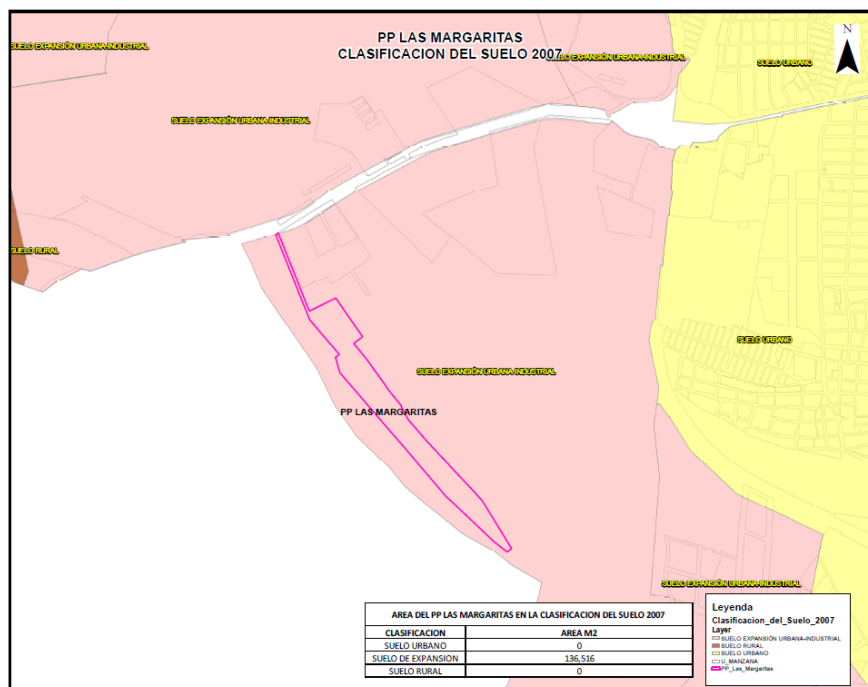 PP LAS MARGARITAS
CLASIFICACION DEL SUELO 2007
N
SUELO EXPANSIÓN URBANA-INDUSTRIAL
SUELO EXPANSIÓN URBANA-INDUSTRIAL
SUELO URBANO
SUELO EXPANSIÓN URBANA-INDUSTRIAL
SUELO RURAL
SUELO URBANO
SUELO EXPANSIÓN URBANA-INDUSTRIAL
PP LAS MARGARITAS
SUELO EXPANSIÓN URBANA-INDUSTRIAL
AREA DEL PP LAS MARGARITAS EN LA CLASIFICACION DEL SUELO 2007
CLASIFICACION AREA M2
SUELO URBANO 0
SUELO DE EXPANSION 136,516
SUELO RURAL 0
Leyenda
Clasificacion_del_Suelo_2007
Layer
SUELO EXPANSIÓN URBANA-INDUSTRIAL
SUELO RURAL
SUELO URBANO
U_MANZANA
PP_Las_Margaritas